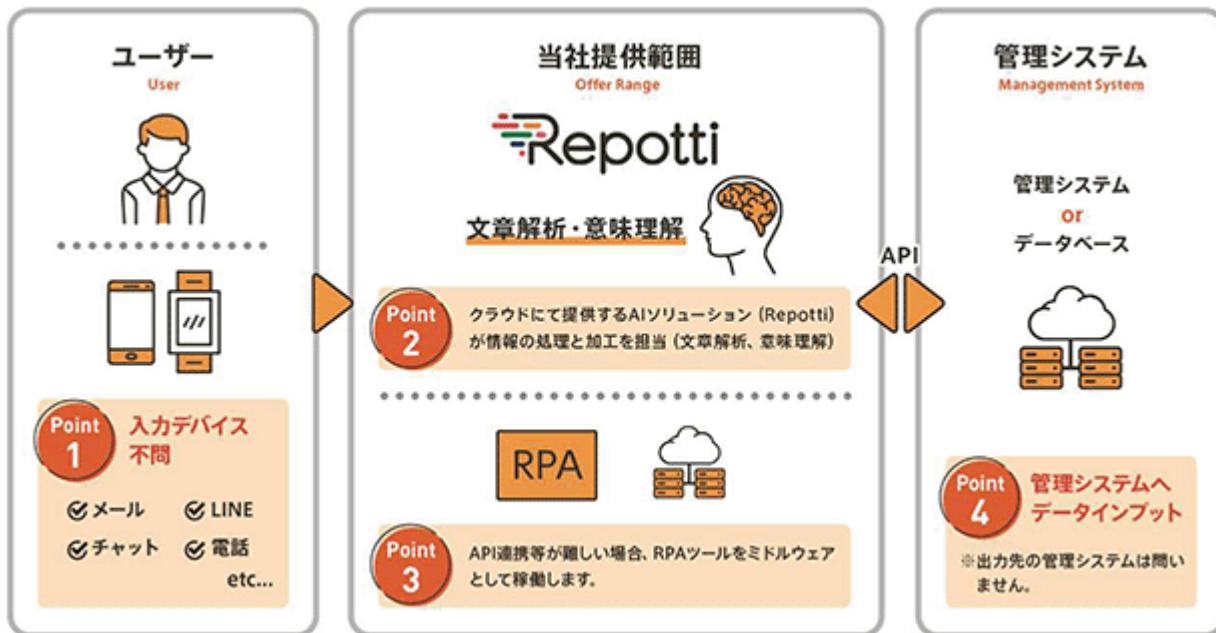 ユーザー
User
Point
1
入力デバイス
不問
メール
LINE
チャット
電話
etc...
当社提供範囲
Offer Range
Repotti
文章解析・意味理解
Point
2
クラウドにて提供するAIソリューション（Repotti）
が情報の処理と加工を担当（文章解析、意味理解）
RPA
Point
3
API連携等が難しい場合、RPAツールをミドルウェア
として稼働します。
API
管理システム
Management System
管理システム
or
データベース
Point
4
管理システムへ
データインプット
※出力先の管理システムは問い
ません。